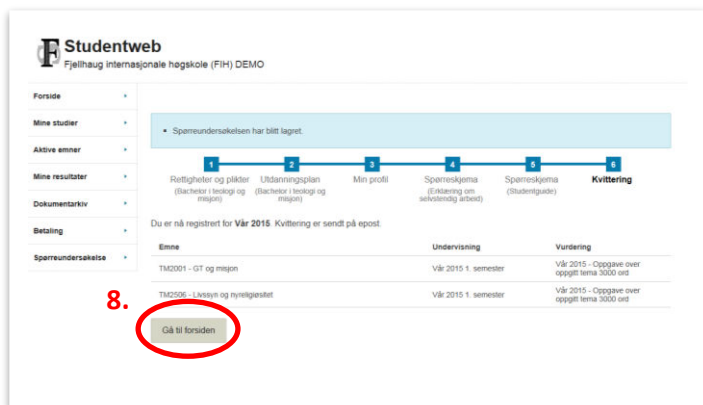 Studentweb
Fjellhaug internasjonale høgskole (FIH) DEMO
Forside
Mine studier
Aktive emner
Mine resultater
Dokumentarkiv
Betaling
Spørreundersøkelse
Spørreundersøkelsen har blitt lagret.
1 2 3 4 5 6
Rettigheter og plikter Utdanningsplan Min profil Spørreskjema Spørreskjema Kvittering
(Bachelor i teologi og misjon) (Bachelor i teologi og misjon) (Erklæring om selvstendig arbeid) (Studentguide)
Du er nå registrert for Vår 2015. Kvittering er sendt på epost.
Emne Undervisning Vurdering
TM2001 - GT og misjon Vår 2015 1. semester Vår 2015 - Oppgave over oppgitt tema 3000 ord
TM2506 - Livssyn og nyreligiøsitet Vår 2015 1. semester Vår 2015 - Oppgave over oppgitt tema 3000 ord
8.
Gå til forsiden